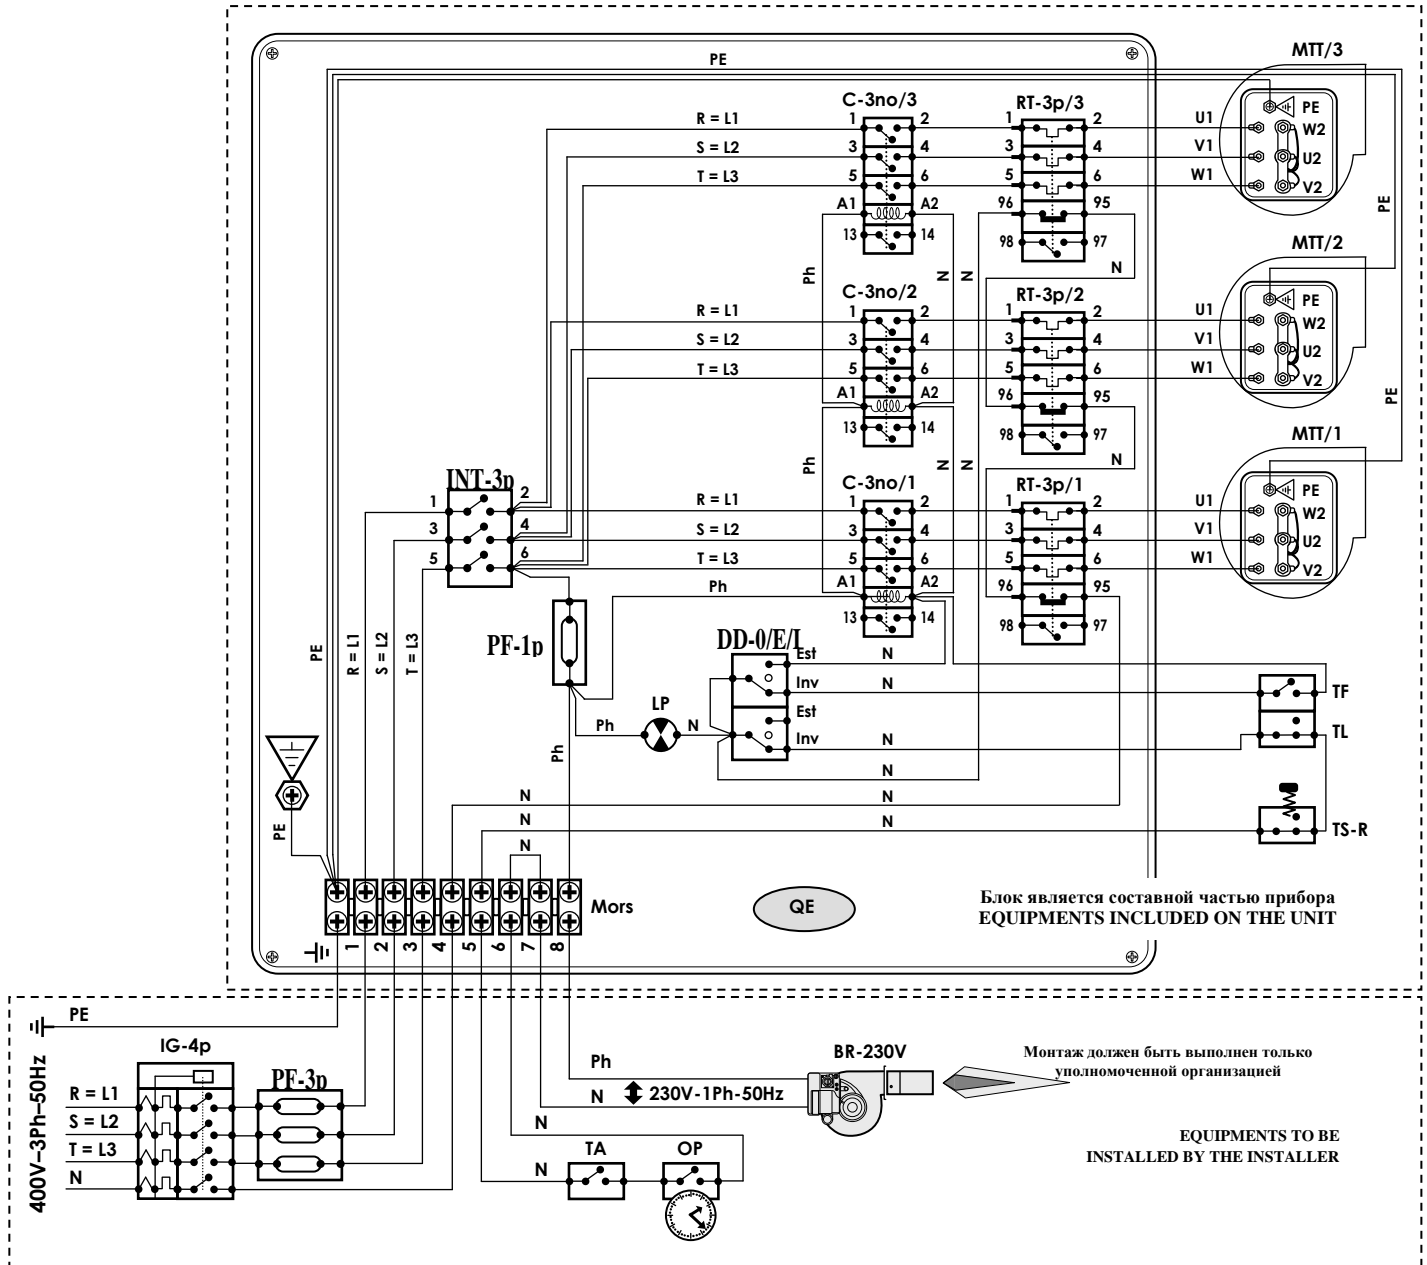 PE
MTT/3
C-3no/3
RT-3p/3
R = L1
1
2
1
2
U1
PE
W2
S = L2
3
4
3
4
V1
U2
T = L3
5
6
5
6
W1
V2
A1
A2
96
95
PE
13
14
98
97
Ph
N
N
N
MTT/2
C-3no/2
RT-3p/2
R = L1
1
2
1
2
U1
PE
W2
S = L2
3
4
3
4
V1
U2
T = L3
5
6
5
6
W1
V2
A1
A2
96
95
PE
13
14
98
97
Ph
N
N
N
MTT/1
INT-3p
C-3no/1
RT-3p/1
1
2
R = L1
1
2
1
2
U1
PE
W2
3
4
S = L2
3
4
3
4
V1
U2
5
6
T = L3
5
6
5
6
W1
V2
Ph
A1
A2
96
95
13
14
98
97
PE
R = L1
S = L2
T = L3
PF-1p
DD-0/E/I
Est
N
Inv
N
TF
LP
Est
Ph
N
Inv
N
TL
Ph
N
N
N
N
N
TS-R
PE
N
Mors
QE
Блок является составной частью прибора
EQUIPMENTS INCLUDED ON THE UNIT
1
2
3
4
5
6
7
8
PE
IG-4p
PF-3p
400V–3Ph–50Hz
R = L1
S = L2
T = L3
N
Ph
BR-230V
N
230V-1Ph-50Hz
Монтаж должен быть выполнен только
уполномоченной организацией
N
TA
OP
N
EQUIPMENTS TO BE
INSTALLED BY THE INSTALLER